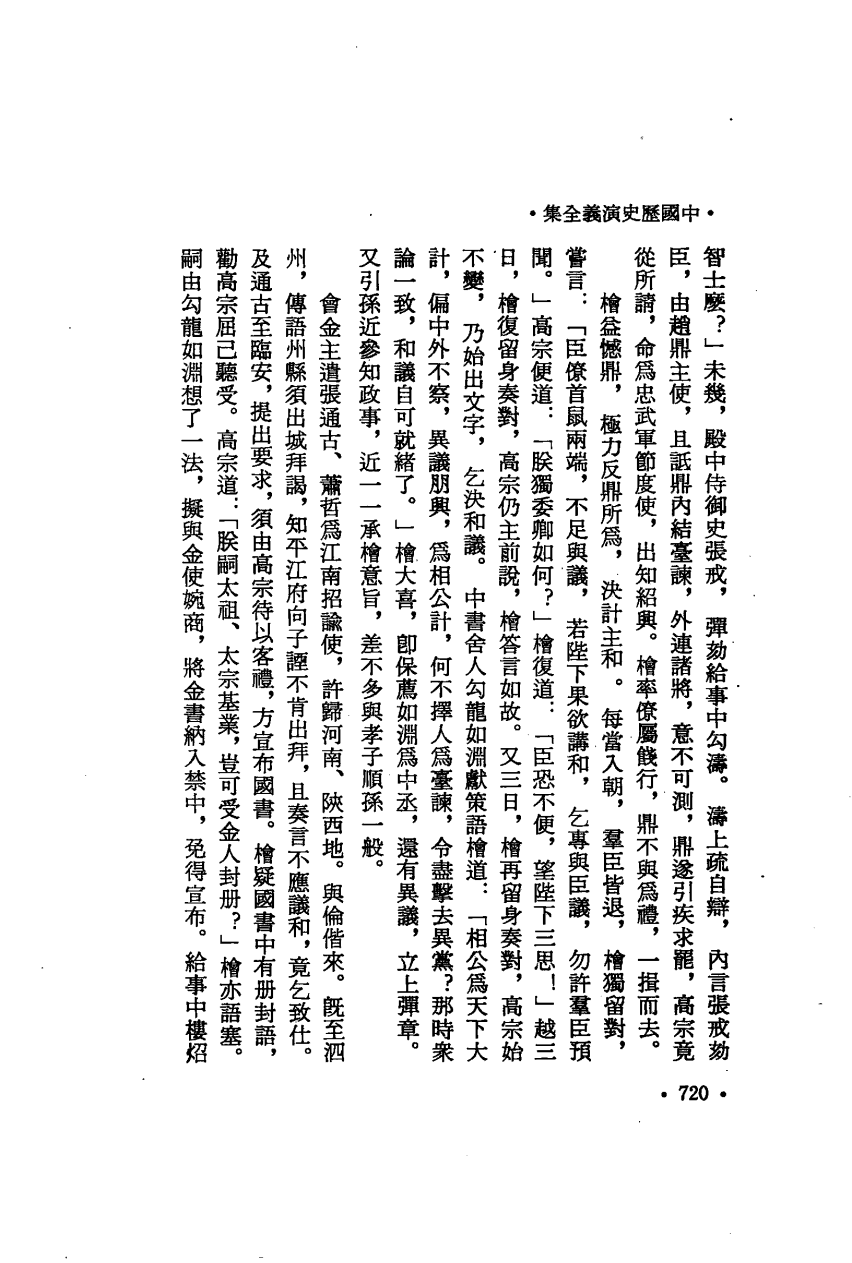 •中國歷史演義全集•
智士麽？」未幾，殿中侍御史張戒，彈劾給事中勾濤。濤上疏自辯，內言張戒劾
臣，由趙鼎主使，且詆鼎內結臺諫，外連諸將，意不可測，鼎遂引疾求罷，高宗竟
從所請，命爲忠武軍節度使，出知紹興。檜率僚屬餞行，鼎不與爲禮，一揖而去。
檜益憾鼎，極力反鼎所爲，決計主和。每當入朝，羣臣皆退，檜獨留對，
嘗言：「臣僚首鼠兩端，不足與議，若陛下果欲講和，乞專與臣議，勿許羣臣預
聞。」高宗便道：「朕獨委卿如何？」檜復道：「臣恐不便，望陛下三思！」越三
日，檜復留身奏對，高宗仍主前說，檜答言如故。又三日，檜再留身奏對，高宗始
不變，乃始出文字，乞決和議。中書舍人勾龍如淵獻策語檜道：「相公爲天下大
計，偏中外不察，異議朋興，爲相公計，何不擇人爲臺諫，令盡擊去異黨？那時衆
論一致，和議自可就緒了。」檜大喜，卽保薦如淵爲中丞，還有異議，立上彈章。
又引孫近參知政事，近一一承檜意旨，差不多與孝子順孫一般。
會金主遣張通古、蕭哲爲江南招諭使，許歸河南、陝西地。與倫偕來。旣至泗
州，傳語州縣須出城拜謁，知平江府向子諲不肯出拜，且奏言不應議和，竟乞致仕。
及通古至臨安，提出要求，須由高宗待以客禮，方宣布國書。檜疑國書中有册封語，
勸高宗屈己聽受。高宗道：「朕嗣太祖、太宗基業，豈可受金人封册？」檜亦語塞。
嗣由勾龍如淵想了一法，擬與金使婉商，將金書納入禁中，免得宣布。給事中樓炤
•720•